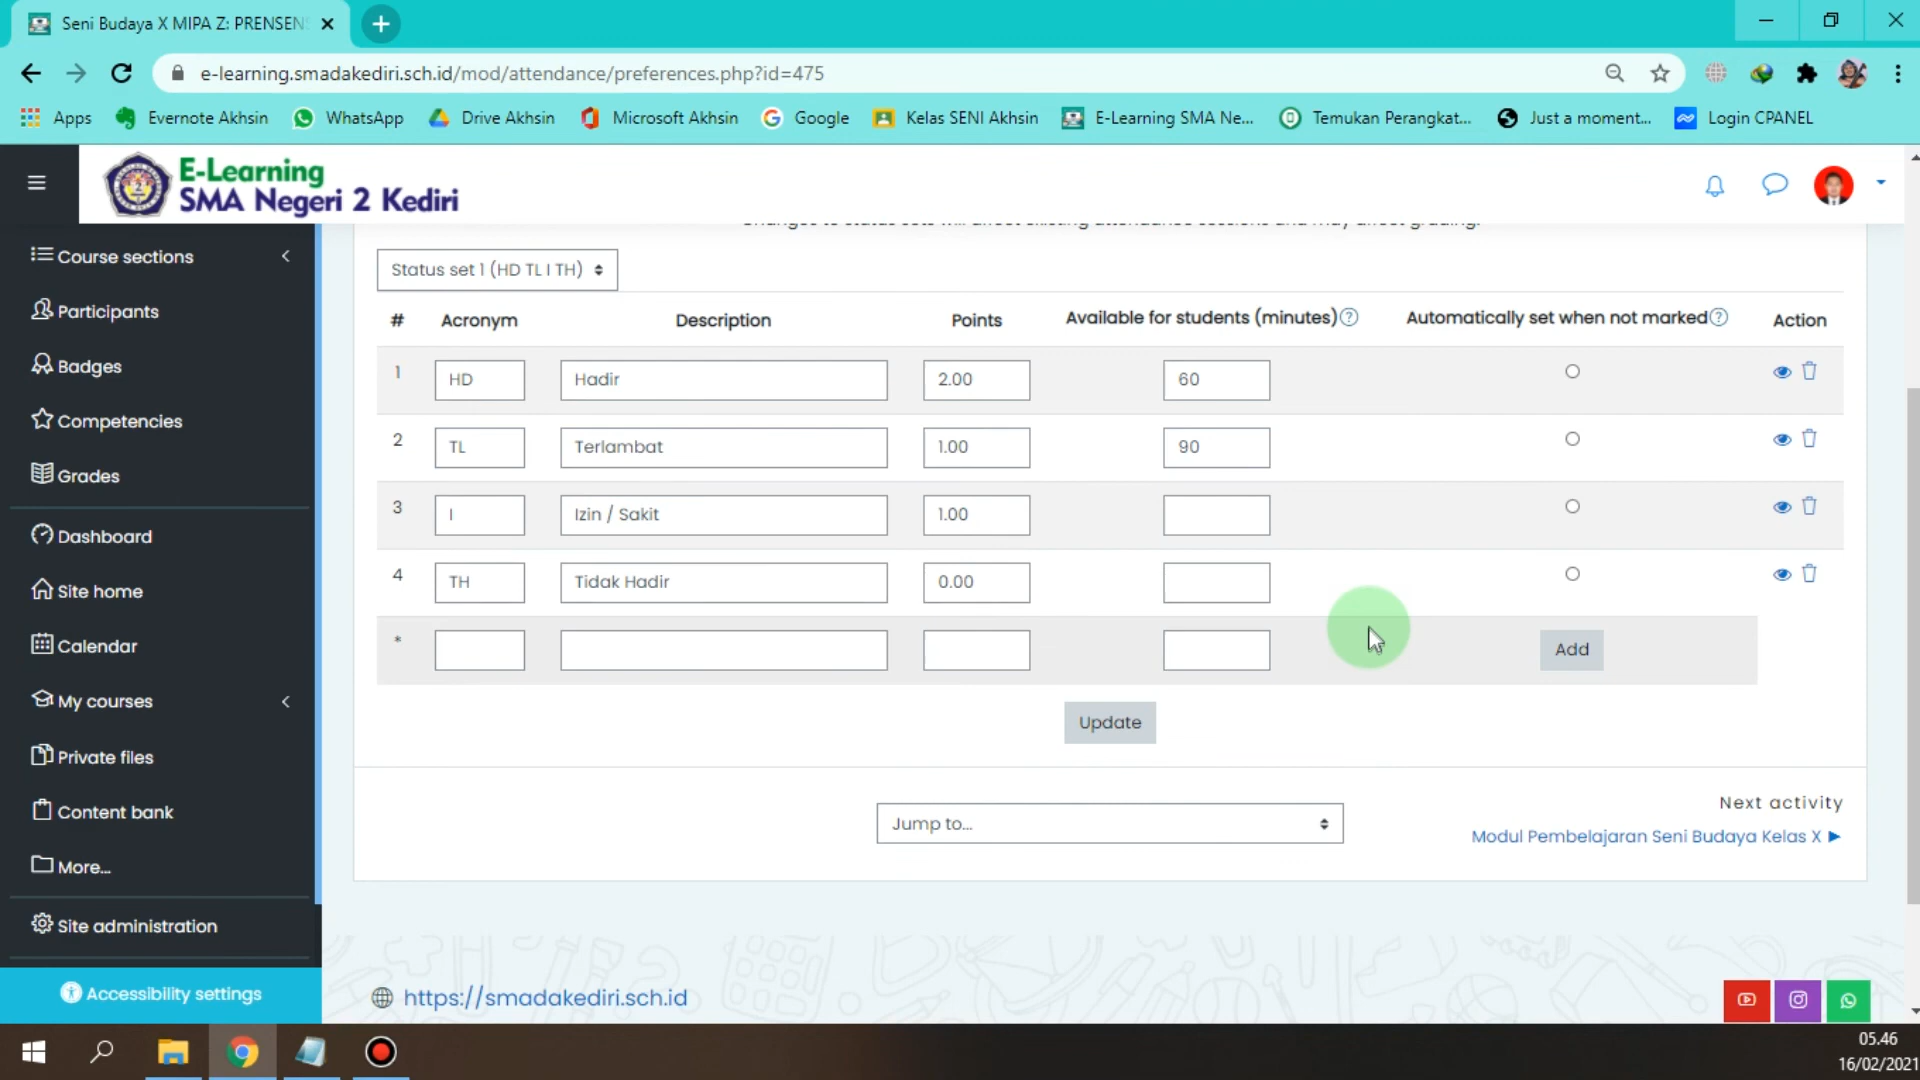 Seni Budaya X MIPA Z: PRENSEN
e-learning.smadakediri.sch.id/mod/attendance/preferences.php?id=475
Apps Evernote Akhsin WhatsApp Drive Akhsin Microsoft Akhsin Google Kelas SENI Akhsin E-Learning SMA Ne... Temukan Perangkat... Just a moment... Login CPANEL
E-Learning
SMA Negeri 2 Kediri
Changes to status sets will affect existing attendance sessions and may affect grading.
Course sections
Participants
Badges
Competencies
Grades
Dashboard
Site home
Calendar
My courses
Private files
Content bank
More...
Site administration
Accessibility settings
Status set 1 (HD TL I TH)
# Acronym Description Points Available for students (minutes) Automatically set when not marked Action
1 HD Hadir 2.00 60
2 TL Terlambat 1.00 90
3 I Izin / Sakit 1.00
4 TH Tidak Hadir 0.00
* Add
Update
Jump to...
Next activity
Modul Pembelajaran Seni Budaya Kelas X ►
https://smadakediri.sch.id
05.46
16/02/2021